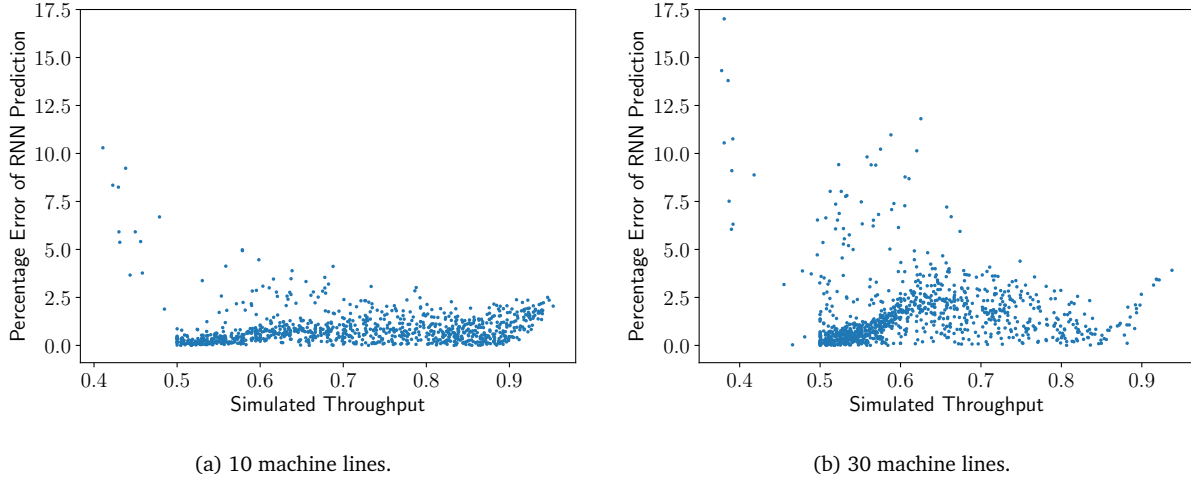 17.5
15.0
12.5
10.0
7.5
5.0
2.5
0.0
Percentage Error of RNN Prediction
0.4 0.5 0.6 0.7 0.8 0.9
Simulated Throughput
(a) 10 machine lines.
17.5
15.0
12.5
10.0
7.5
5.0
2.5
0.0
Percentage Error of RNN Prediction
0.4 0.5 0.6 0.7 0.8 0.9
Simulated Throughput
(b) 30 machine lines.